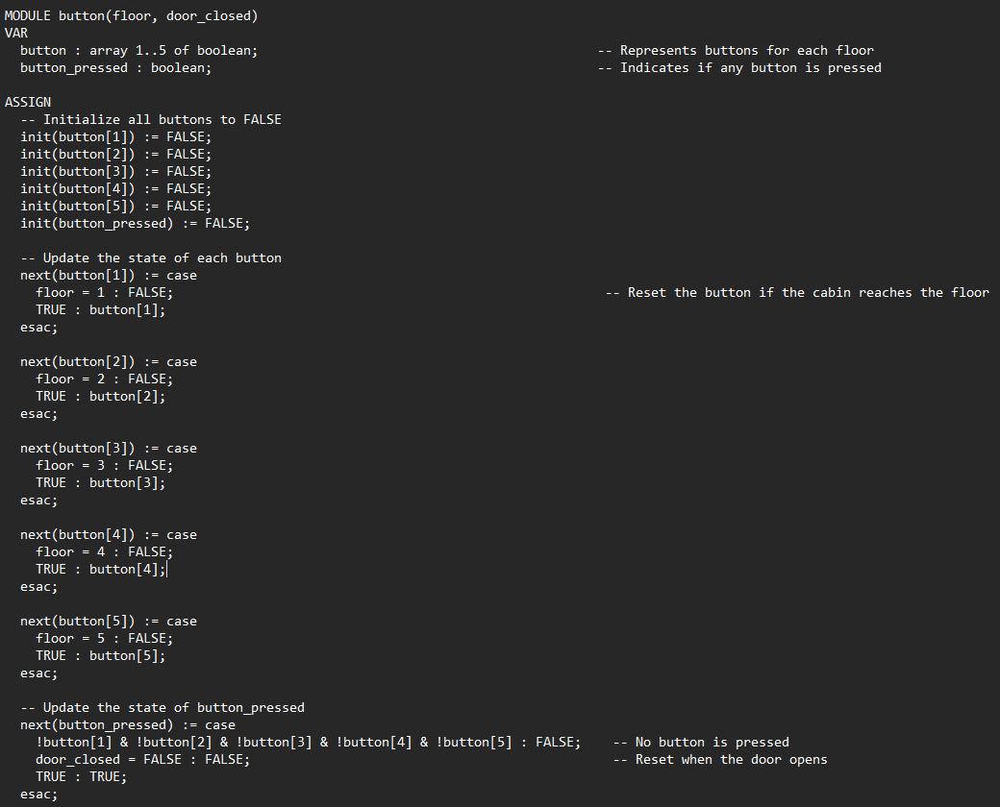 MODULE button(floor, door_closed)
VAR
  button : array 1..5 of boolean;                                            -- Represents buttons for each floor
  button_pressed : boolean;                                                  -- Indicates if any button is pressed
ASSIGN
  -- Initialize all buttons to FALSE
  init(button[1]) := FALSE;
  init(button[2]) := FALSE;
  init(button[3]) := FALSE;
  init(button[4]) := FALSE;
  init(button[5]) := FALSE;
  init(button_pressed) := FALSE;
  -- Update the state of each button
  next(button[1]) := case
    floor = 1 : FALSE;                                                        -- Reset the button if the cabin reaches the floor
    TRUE : button[1];
  esac;
  next(button[2]) := case
    floor = 2 : FALSE;
    TRUE : button[2];
  esac;
  next(button[3]) := case
    floor = 3 : FALSE;
    TRUE : button[3];
  esac;
  next(button[4]) := case
    floor = 4 : FALSE;
    TRUE : button[4];
  esac;
  next(button[5]) := case
    floor = 5 : FALSE;
    TRUE : button[5];
  esac;
  -- Update the state of button_pressed
  next(button_pressed) := case
    !button[1] & !button[2] & !button[3] & !button[4] & !button[5] : FALSE;    -- No button is pressed
    door_closed = FALSE : FALSE;                                               -- Reset when the door opens
    TRUE : TRUE;
  esac;